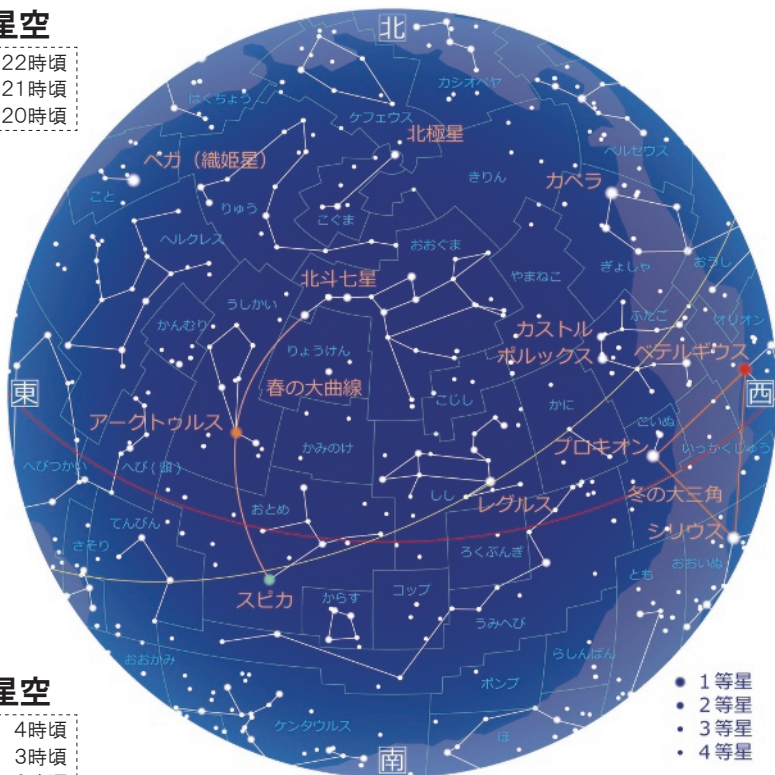 星空
22時頃
21時頃
20時頃
北
カシオペヤ
はくちょう
ケフェウス
北極星
ペルセウス
ベガ（織姫星）
きりん
カペラ
こと
りゅう
こぐま
ヘルクレス
おおぐま
ぎょしゃ
おうし
やまねこ
北斗七星
うしかい
ふたご
オリオン
かんむり
カストル
りょうけん
ポルックス
ベテルギウス
春の大曲線
東
西
こじし
かに
こいぬ
アークトゥルス
かみのけ
プロキオン
いっかくじゅう
へびつかい
へび（頭）
しし
レグルス
冬の大三角
おとめ
てんびん
シリウス
さそり
ろくぶんぎ
おおいぬ
スピカ
からす
コップ
とも
うみへび
おおかみ
らしんばん
ポンプ
ケンタウルス
ほ
南
星空
4時頃
3時頃
1等星
2等星
3等星
4等星